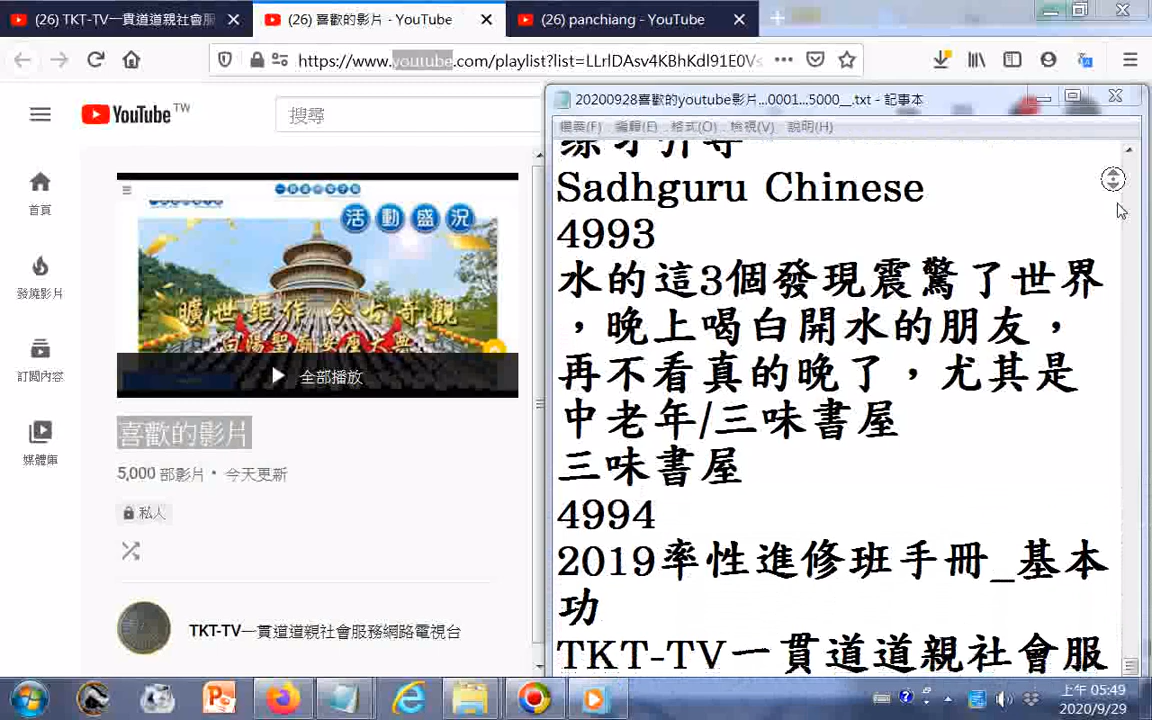 (26) TKT-TV一貫道道親社會服
(26) 喜歡的影片 - YouTube
(26) panchiang - YouTube
https://www.youtube.com/playlist?list=LLrlDAsv4KBhKdl91E0Vs
YouTube TW
搜尋
首頁
發燒影片
訂閱內容
媒體庫
活動盛況
曠世鉅作 今古奇觀
全部播放
喜歡的影片
5,000 部影片 • 今天更新
私人
TKT-TV一貫道道親社會服務網路電視台
20200928喜歡的youtube影片...0001...5000__.txt - 記事本
檔案(F) 編輯(E) 格式(O) 檢視(V) 說明(H)
Sadhguru Chinese
4993
水的這3個發現震驚了世界
，晚上喝白開水的朋友，
再不看真的晚了，尤其是
中老年/三味書屋
三味書屋
4994
2019率性進修班手冊_基本
功
TKT-TV一貫道道親社會服
上午 05:49
2020/9/29